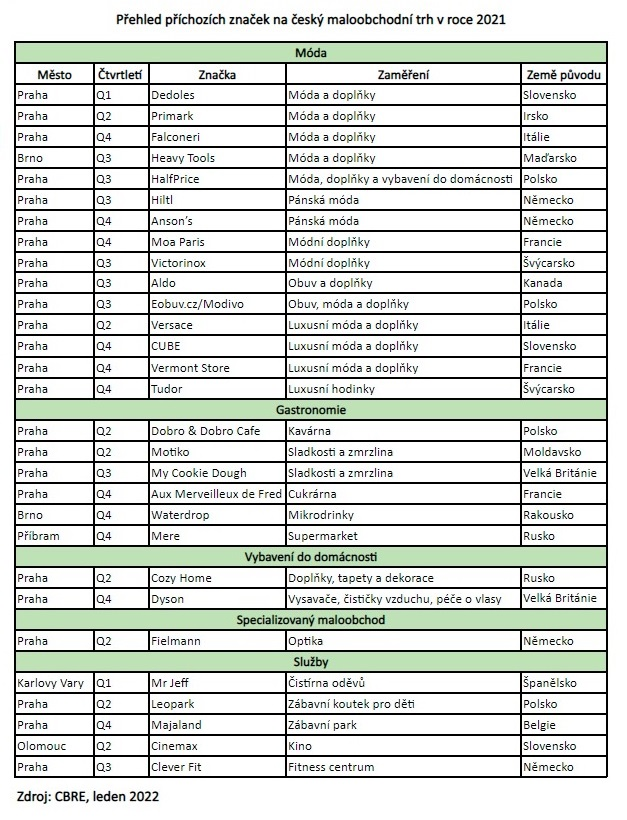 Přehled příchozích značek na český maloobchodní trh v roce 2021
Móda
Město Čtvrtletí Značka Zaměření Země původu
Praha Q1 Dedoles Móda a doplňky Slovensko
Praha Q2 Primark Móda a doplňky Irsko
Praha Q4 Falconeri Móda a doplňky Itálie
Brno Q3 Heavy Tools Móda a doplňky Maďarsko
Praha Q3 HalfPrice Móda, doplňky a vybavení do domácnosti Polsko
Praha Q3 Hiltl Pánská móda Německo
Praha Q4 Anson’s Pánská móda Německo
Praha Q4 Moa Paris Módní doplňky Francie
Praha Q3 Victorinox Módní doplňky Švýcarsko
Praha Q3 Aldo Obuv a doplňky Kanada
Praha Q3 Eobuv.cz/Modivo Obuv, móda a doplňky Polsko
Praha Q2 Versace Luxusní móda a doplňky Itálie
Praha Q4 CUBE Luxusní móda a doplňky Slovensko
Praha Q4 Vermont Store Luxusní móda a doplňky Francie
Praha Q4 Tudor Luxusní hodinky Švýcarsko
Gastronomie
Praha Q2 Dobro & Dobro Cafe Kavárna Polsko
Praha Q2 Motiko Sladkosti a zmrzlina Moldavsko
Praha Q3 My Cookie Dough Sladkosti a zmrzlina Velká Británie
Praha Q4 Aux Merveilleux de Fred Cukrárna Francie
Brno Q4 Waterdrop Mikrodrinky Rakousko
Příbram Q4 Mere Supermarket Rusko
Vybavení do domácnosti
Praha Q2 Cozy Home Doplňky, tapety a dekorace Rusko
Praha Q4 Dyson Vysavače, čističky vzduchu, péče o vlasy Velká Británie
Specializovaný maloobchod
Praha Q2 Fielmann Optika Německo
Služby
Karlovy Vary Q1 Mr Jeff Čistírna oděvů Španělsko
Praha Q2 Leopark Zábavní koutek pro děti Polsko
Praha Q4 Majaland Zábavní park Belgie
Olomouc Q2 Cinemax Kino Slovensko
Praha Q3 Clever Fit Fitness centrum Německo
Zdroj: CBRE, leden 2022